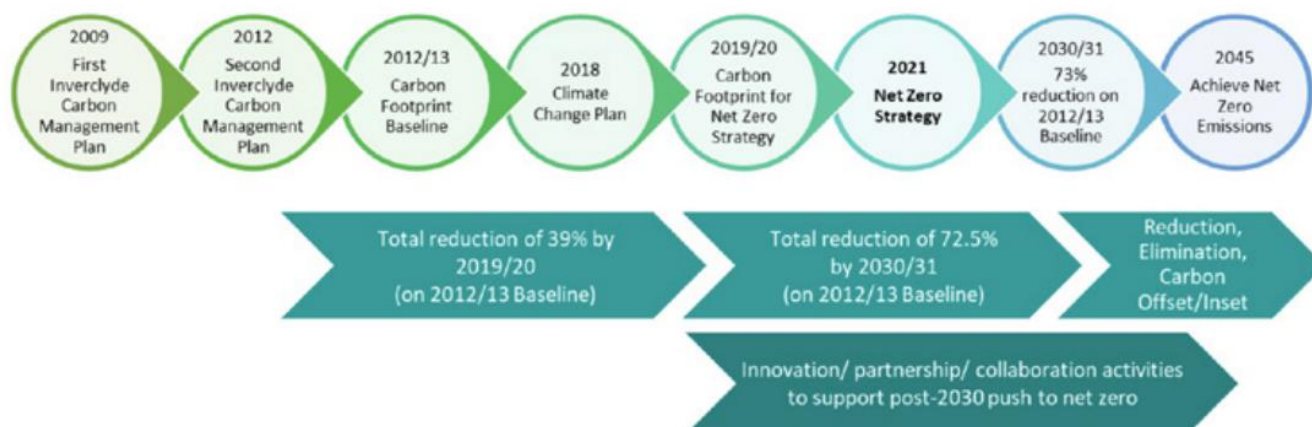 2009
First
Inverclyde
Carbon
Management
Plan
2012
Second
Inverclyde
Carbon
Management
Plan
2012/13
Carbon
Footprint
Baseline
2018
Climate
Change Plan
2019/20
Carbon
Footprint for
Net Zero
Strategy
2021
Net Zero
Strategy
2030/31
73%
reduction on
2012/13
Baseline
2045
Achieve Net
Zero
Emissions
Total reduction of 39% by
2019/20
(on 2012/13 Baseline)
Total reduction of 72.5%
by 2030/31
(on 2012/13 Baseline)
Reduction,
Elimination,
Carbon
Offset/Inset
Innovation/ partnership/ collaboration activities
to support post-2030 push to net zero